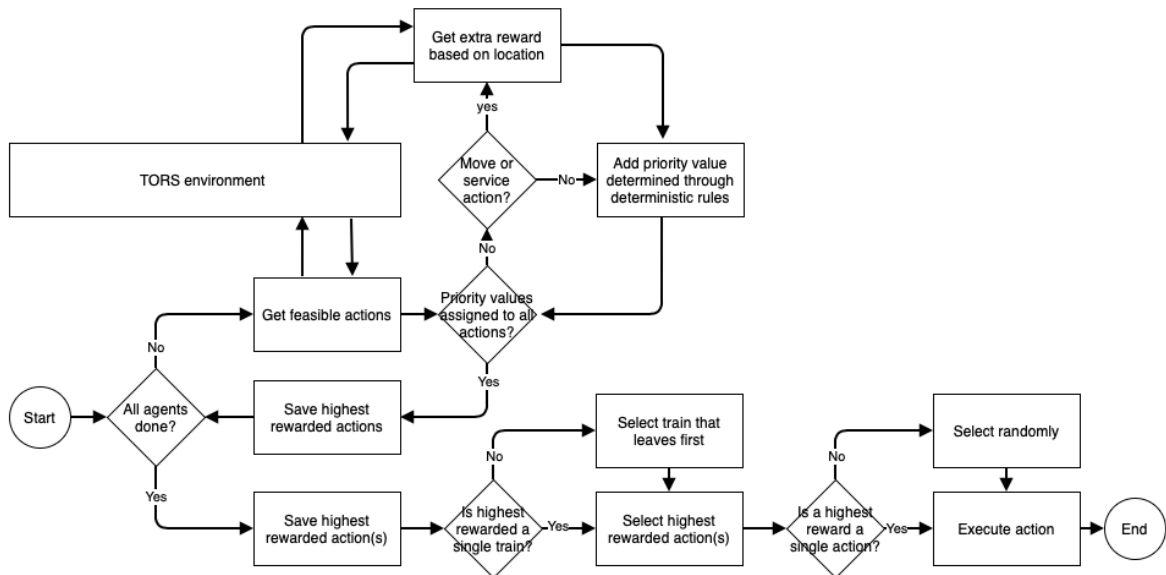 Get extra reward
based on location
yes
TORS environment
Move or
service
action?
No
Add priority value
determined through
deterministic rules
No
Get feasible actions
Priority values
assigned to all
actions?
No
Yes
Start
All agents
done?
Save highest
rewarded actions
Select train that
leaves first
Select randomly
No
No
Yes
Save highest
rewarded action(s)
Is highest
rewarded a
single train?
Yes
Select highest
rewarded action(s)
Is a highest
reward a
single action?
Yes
Execute action
End